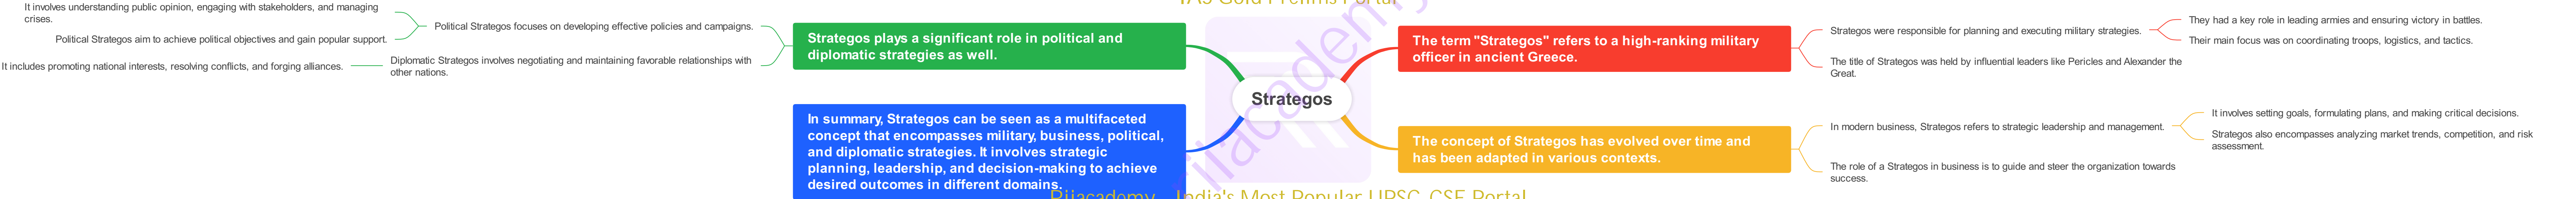 It involves understanding public opinion, engaging with stakeholders, and managing
crises.
Political Strategos aim to achieve political objectives and gain popular support.
Political Strategos focuses on developing effective policies and campaigns.
It includes promoting national interests, resolving conflicts, and forging alliances.
Diplomatic Strategos involves negotiating and maintaining favorable relationships with
other nations.
Strategos plays a significant role in political and
diplomatic strategies as well.
In summary, Strategos can be seen as a multifaceted
concept that encompasses military, business, political,
and diplomatic strategies. It involves strategic
planning, leadership, and decision-making to achieve
desired outcomes in different domains.
IAS Gold Prelims Portal
Strategos
Rijacademy
Rijacademy - India's Most Popular UPSC CSE Portal
The term "Strategos" refers to a high-ranking military
officer in ancient Greece.
Strategos were responsible for planning and executing military strategies.
They had a key role in leading armies and ensuring victory in battles.
Their main focus was on coordinating troops, logistics, and tactics.
The title of Strategos was held by influential leaders like Pericles and Alexander the
Great.
The concept of Strategos has evolved over time and
has been adapted in various contexts.
In modern business, Strategos refers to strategic leadership and management.
It involves setting goals, formulating plans, and making critical decisions.
Strategos also encompasses analyzing market trends, competition, and risk
assessment.
The role of a Strategos in business is to guide and steer the organization towards
success.